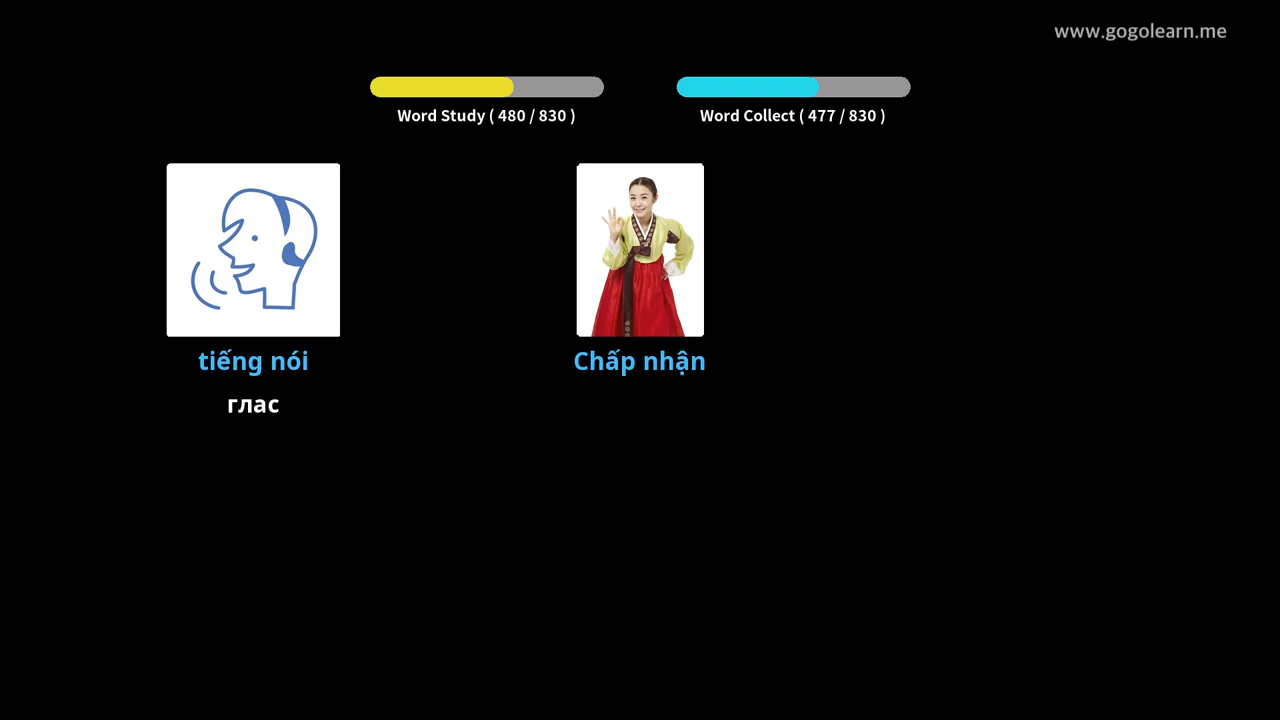 www.gogolearn.me
Word Study ( 480 / 830 )
Word Collect ( 477 / 830 )
tiếng nói
глас
Chấp nhận